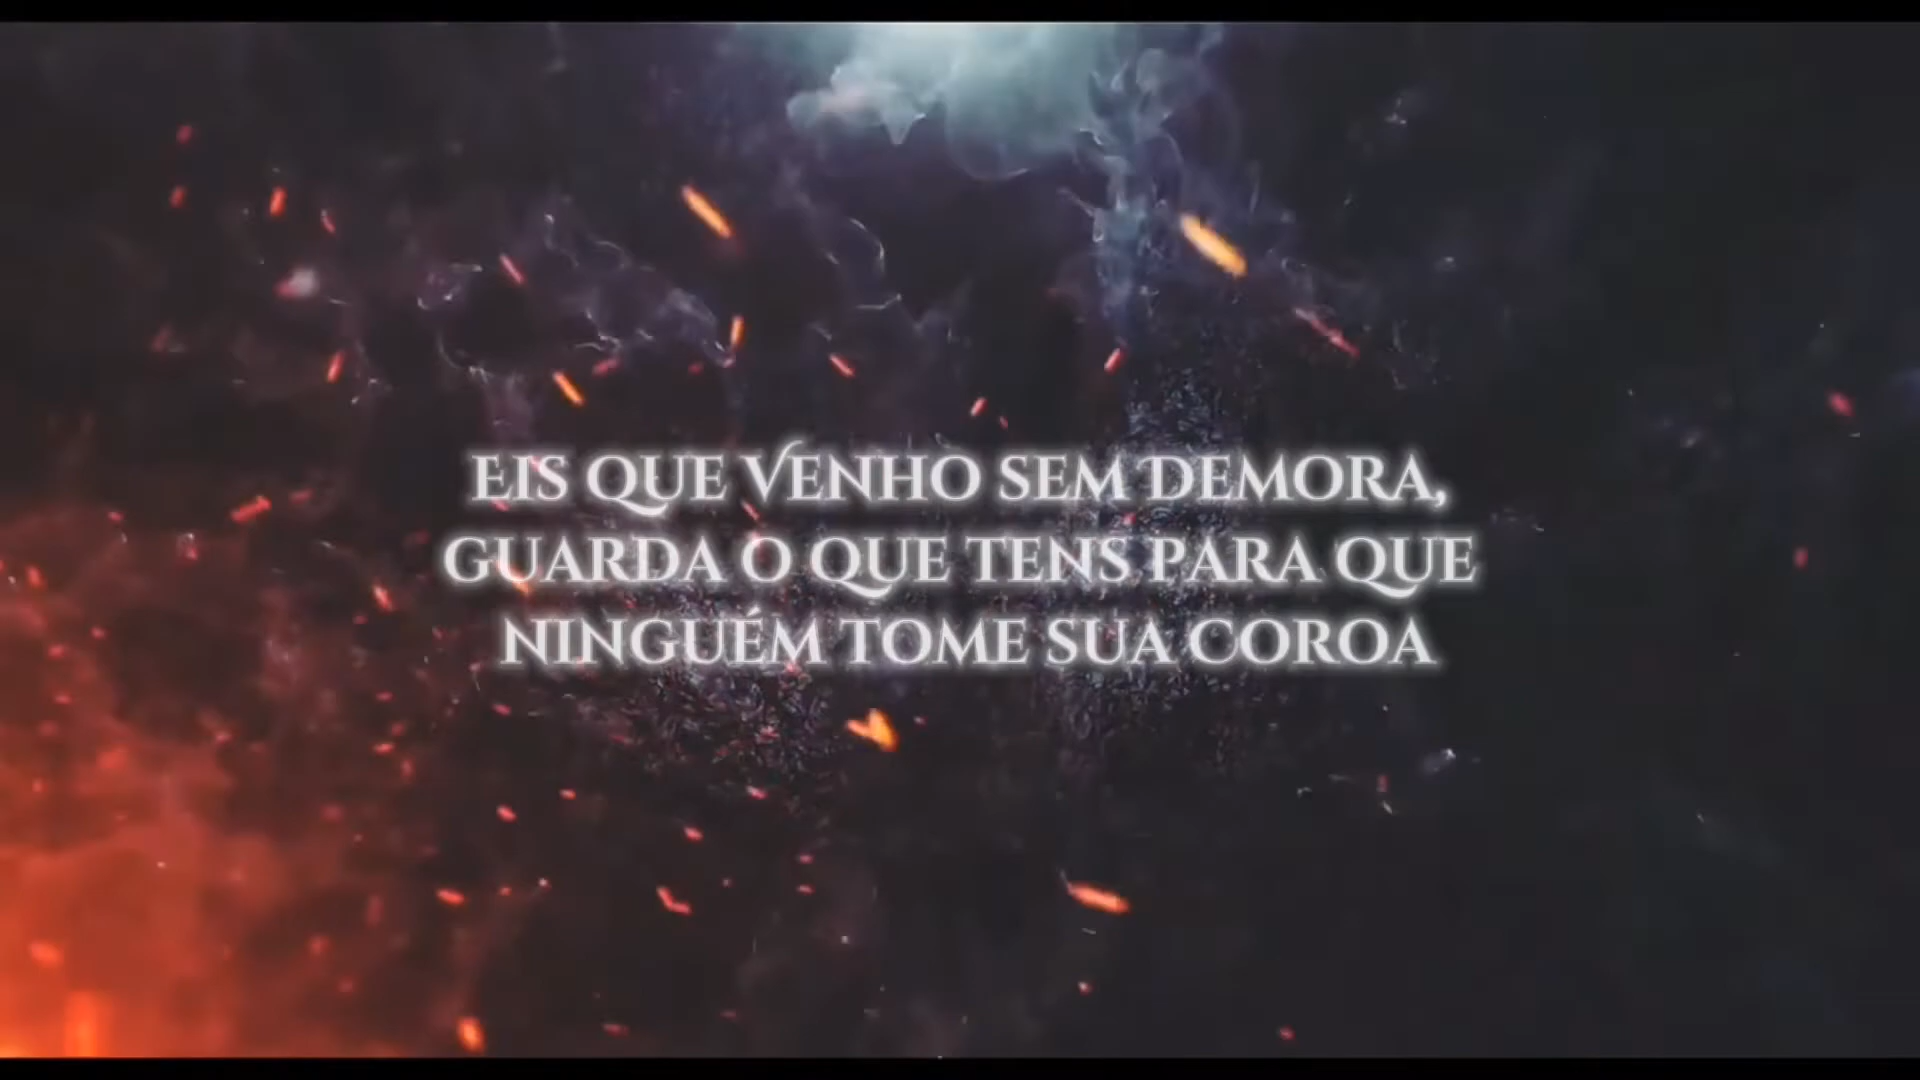 Eis que venho sem demora,
guarda o que tens para que
ninguém tome sua coroa